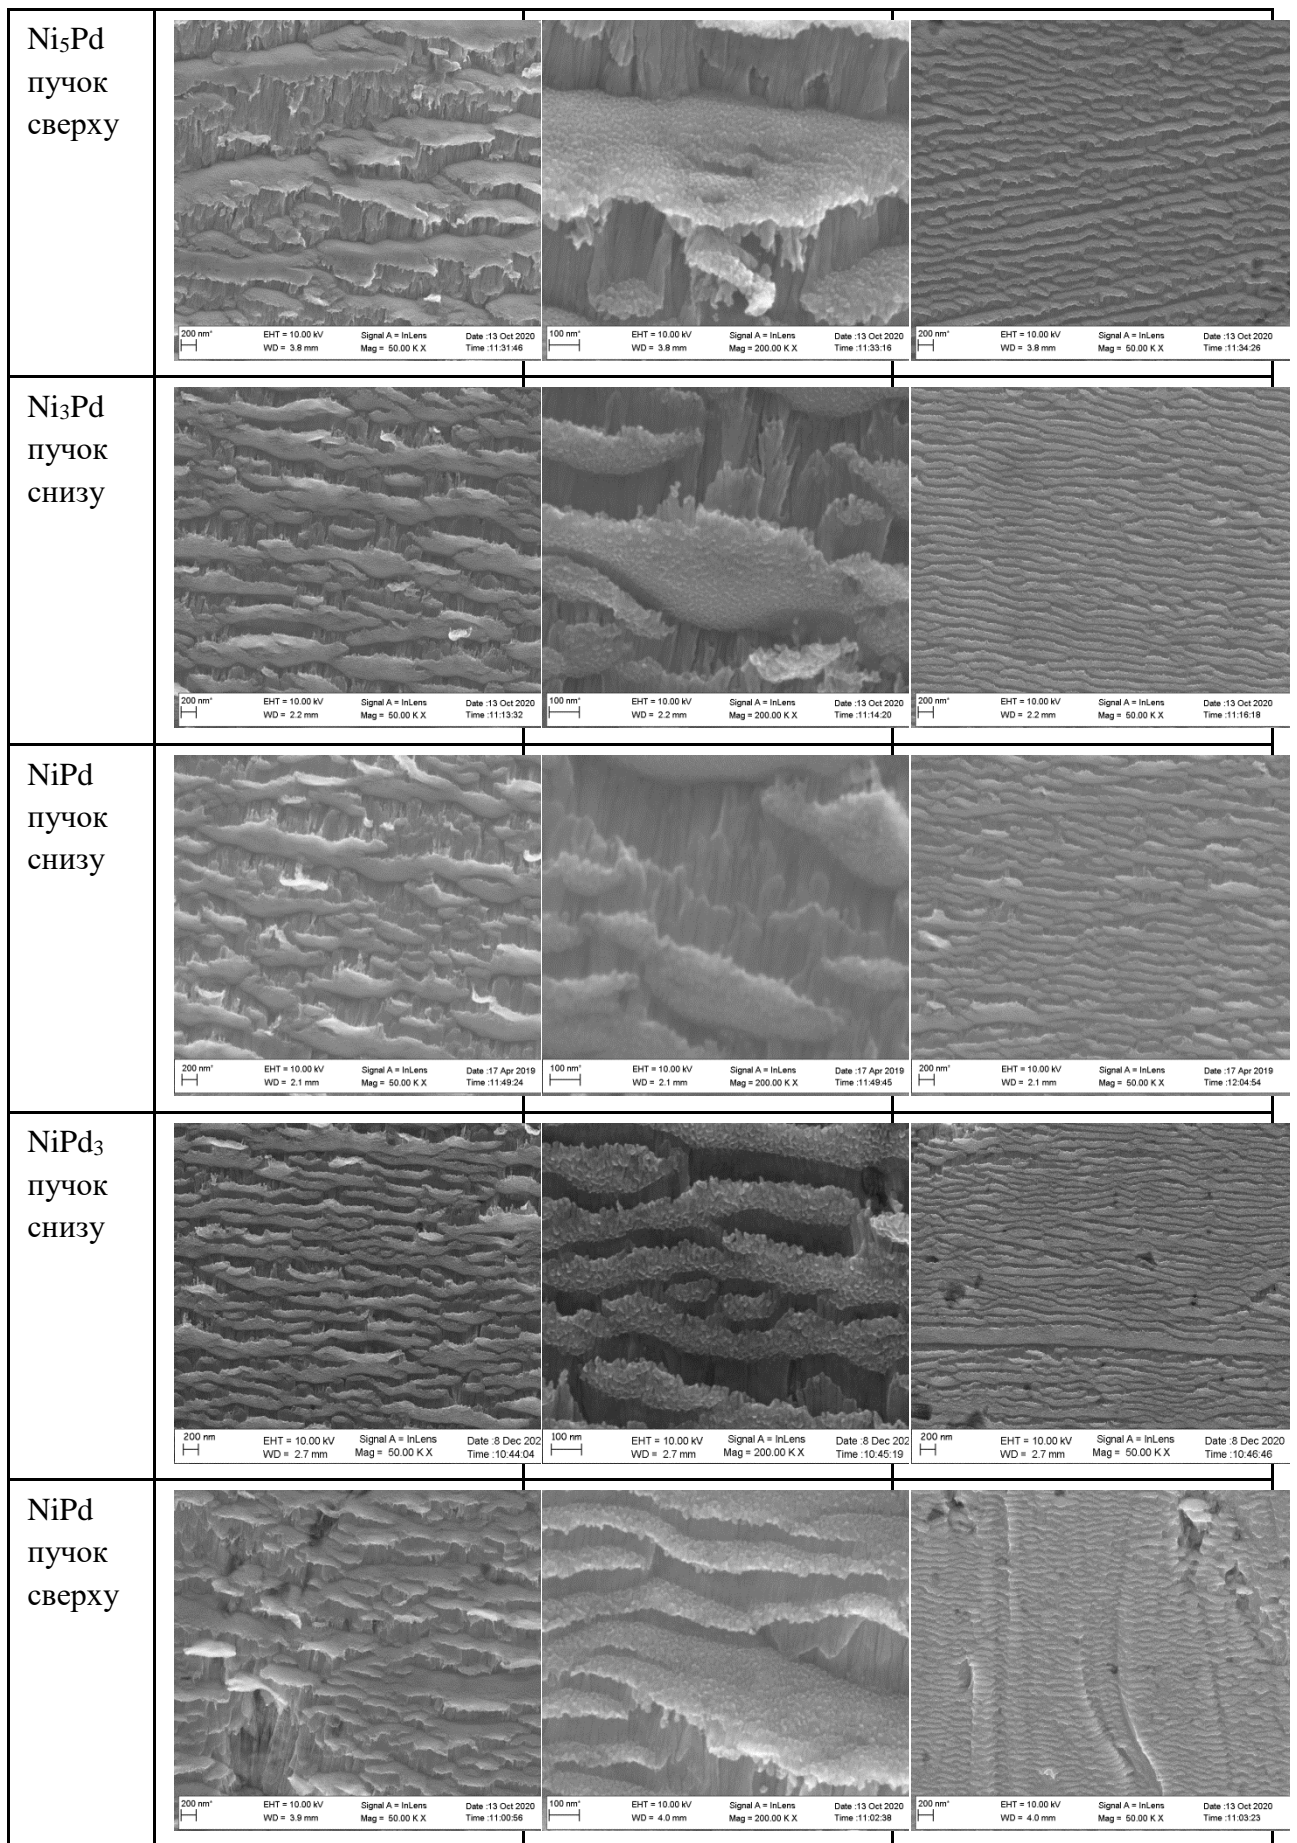 Ni₅Pd
пучок
сверху
200 nm* EHT = 10.00 kV Signal A = InLens Date :13 Oct 2020
WD = 3.8 mm Mag = 50.00 K X Time :11:31:46
100 nm* EHT = 10.00 kV Signal A = InLens Date :13 Oct 2020
WD = 3.8 mm Mag = 200.00 K X Time :11:33:16
200 nm* EHT = 10.00 kV Signal A = InLens Date :13 Oct 2020
WD = 3.8 mm Mag = 50.00 K X Time :11:34:26
Ni₃Pd
пучок
снизу
200 nm* EHT = 10.00 kV Signal A = InLens Date :13 Oct 2020
WD = 2.2 mm Mag = 50.00 K X Time :11:13:32
100 nm* EHT = 10.00 kV Signal A = InLens Date :13 Oct 2020
WD = 2.2 mm Mag = 200.00 K X Time :11:14:20
200 nm* EHT = 10.00 kV Signal A = InLens Date :13 Oct 2020
WD = 2.2 mm Mag = 50.00 K X Time :11:16:18
NiPd
пучок
снизу
200 nm* EHT = 10.00 kV Signal A = InLens Date :17 Apr 2019
WD = 2.1 mm Mag = 50.00 K X Time :11:49:24
100 nm* EHT = 10.00 kV Signal A = InLens Date :17 Apr 2019
WD = 2.1 mm Mag = 200.00 K X Time :11:49:45
200 nm* EHT = 10.00 kV Signal A = InLens Date :17 Apr 2019
WD = 2.1 mm Mag = 50.00 K X Time :12:04:54
NiPd₃
пучок
снизу
200 nm EHT = 10.00 kV Signal A = InLens Date :8 Dec 202
WD = 2.7 mm Mag = 50.00 K X Time :10:44:04
100 nm EHT = 10.00 kV Signal A = InLens Date :8 Dec 202
WD = 2.7 mm Mag = 200.00 K X Time :10:45:19
200 nm EHT = 10.00 kV Signal A = InLens Date :8 Dec 2020
WD = 2.7 mm Mag = 50.00 K X Time :10:46:46
NiPd
пучок
сверху
200 nm* EHT = 10.00 kV Signal A = InLens Date :13 Oct 2020
WD = 3.9 mm Mag = 50.00 K X Time :11:00:56
100 nm* EHT = 10.00 kV Signal A = InLens Date :13 Oct 2020
WD = 4.0 mm Mag = 200.00 K X Time :11:02:38
200 nm* EHT = 10.00 kV Signal A = InLens Date :13 Oct 2020
WD = 4.0 mm Mag = 50.00 K X Time :11:03:23